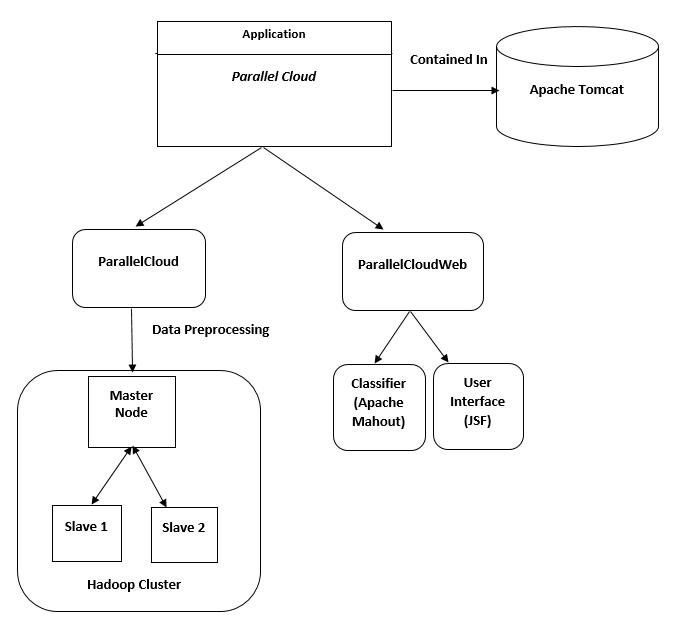 Application
Parallel Cloud
Contained In
Apache Tomcat
ParallelCloud
ParallelCloudWeb
Data Preprocessing
Master
Node
Classifier
(Apache
Mahout)
User
Interface
(JSF)
Slave 1
Slave 2
Hadoop Cluster